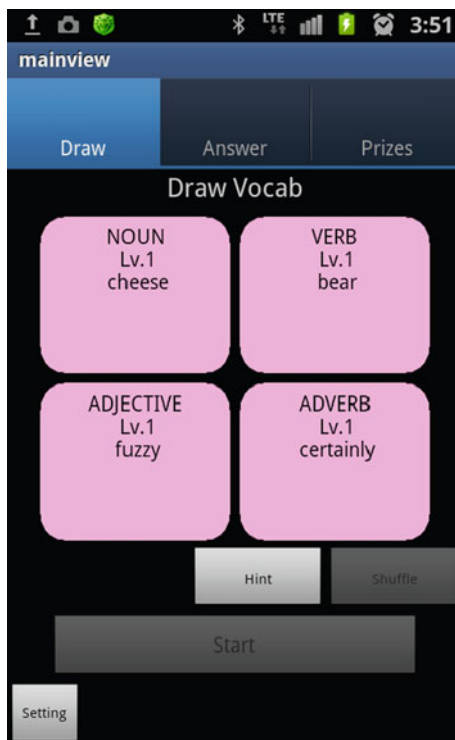 LTE 3:51
mainview
Draw Answer Prizes
Draw Vocab
NOUN
Lv.1
cheese
VERB
Lv.1
bear
ADJECTIVE
Lv.1
fuzzy
ADVERB
Lv.1
certainly
Hint Shuffle
Start
Setting